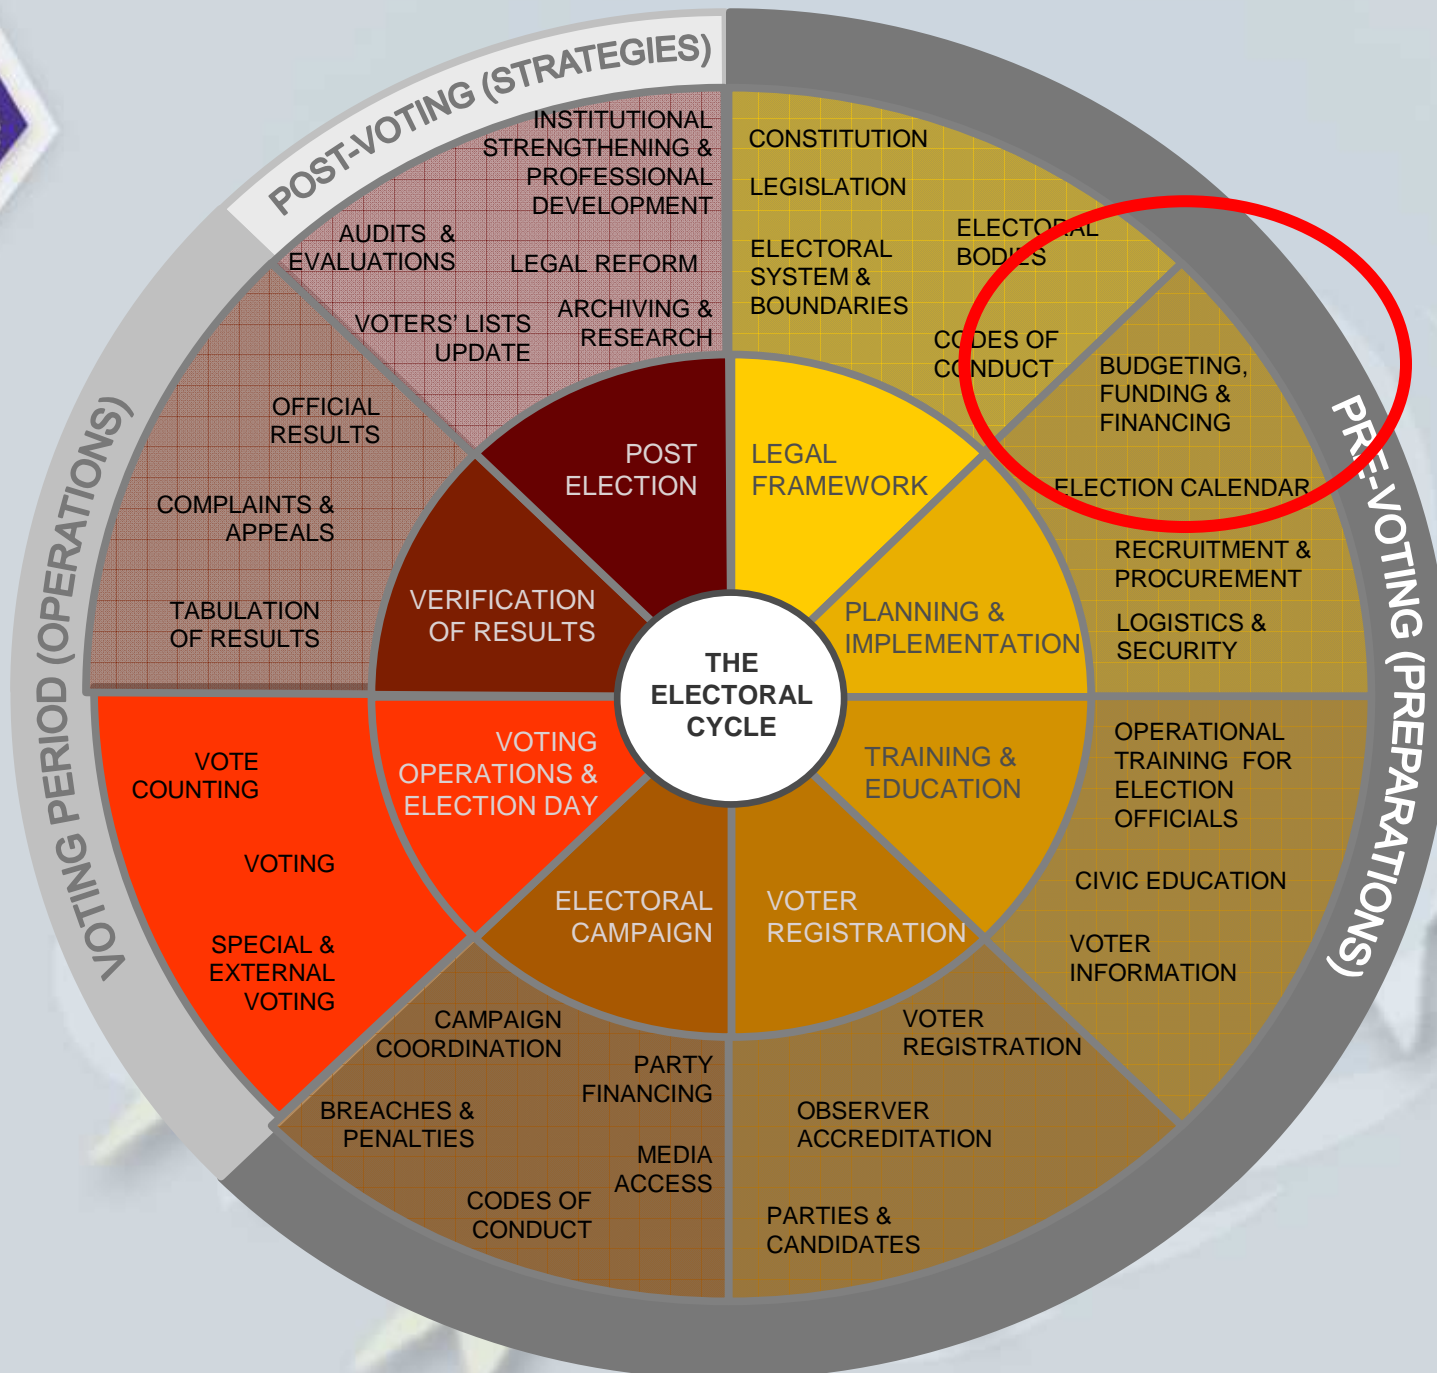 POST-VOTING (STRATEGIES)
PRE-VOTING (PREPARATIONS)
VOTING PERIOD (OPERATIONS)
THE
ELECTORAL
CYCLE
LEGAL
FRAMEWORK
CONSTITUTION
LEGISLATION
ELECTORAL
SYSTEM &
BOUNDARIES
ELECTORAL
BODIES
CODES OF
CONDUCT
PLANNING &
IMPLEMENTATION
BUDGETING,
FUNDING &
FINANCING
ELECTION CALENDAR
RECRUITMENT &
PROCUREMENT
LOGISTICS &
SECURITY
TRAINING &
EDUCATION
OPERATIONAL
TRAINING FOR
ELECTION
OFFICIALS
CIVIC EDUCATION
VOTER
INFORMATION
VOTER
REGISTRATION
VOTER
REGISTRATION
OBSERVER
ACCREDITATION
PARTIES &
CANDIDATES
ELECTORAL
CAMPAIGN
CAMPAIGN
COORDINATION
PARTY
FINANCING
BREACHES &
PENALTIES
MEDIA
ACCESS
CODES OF
CONDUCT
VOTING
OPERATIONS &
ELECTION DAY
VOTE
COUNTING
VOTING
SPECIAL &
EXTERNAL
VOTING
VERIFICATION
OF RESULTS
OFFICIAL
RESULTS
COMPLAINTS &
APPEALS
TABULATION
OF RESULTS
POST
ELECTION
INSTITUTIONAL
STRENGTHENING &
PROFESSIONAL
DEVELOPMENT
AUDITS &
EVALUATIONS
LEGAL REFORM
VOTERS' LISTS
UPDATE
ARCHIVING &
RESEARCH